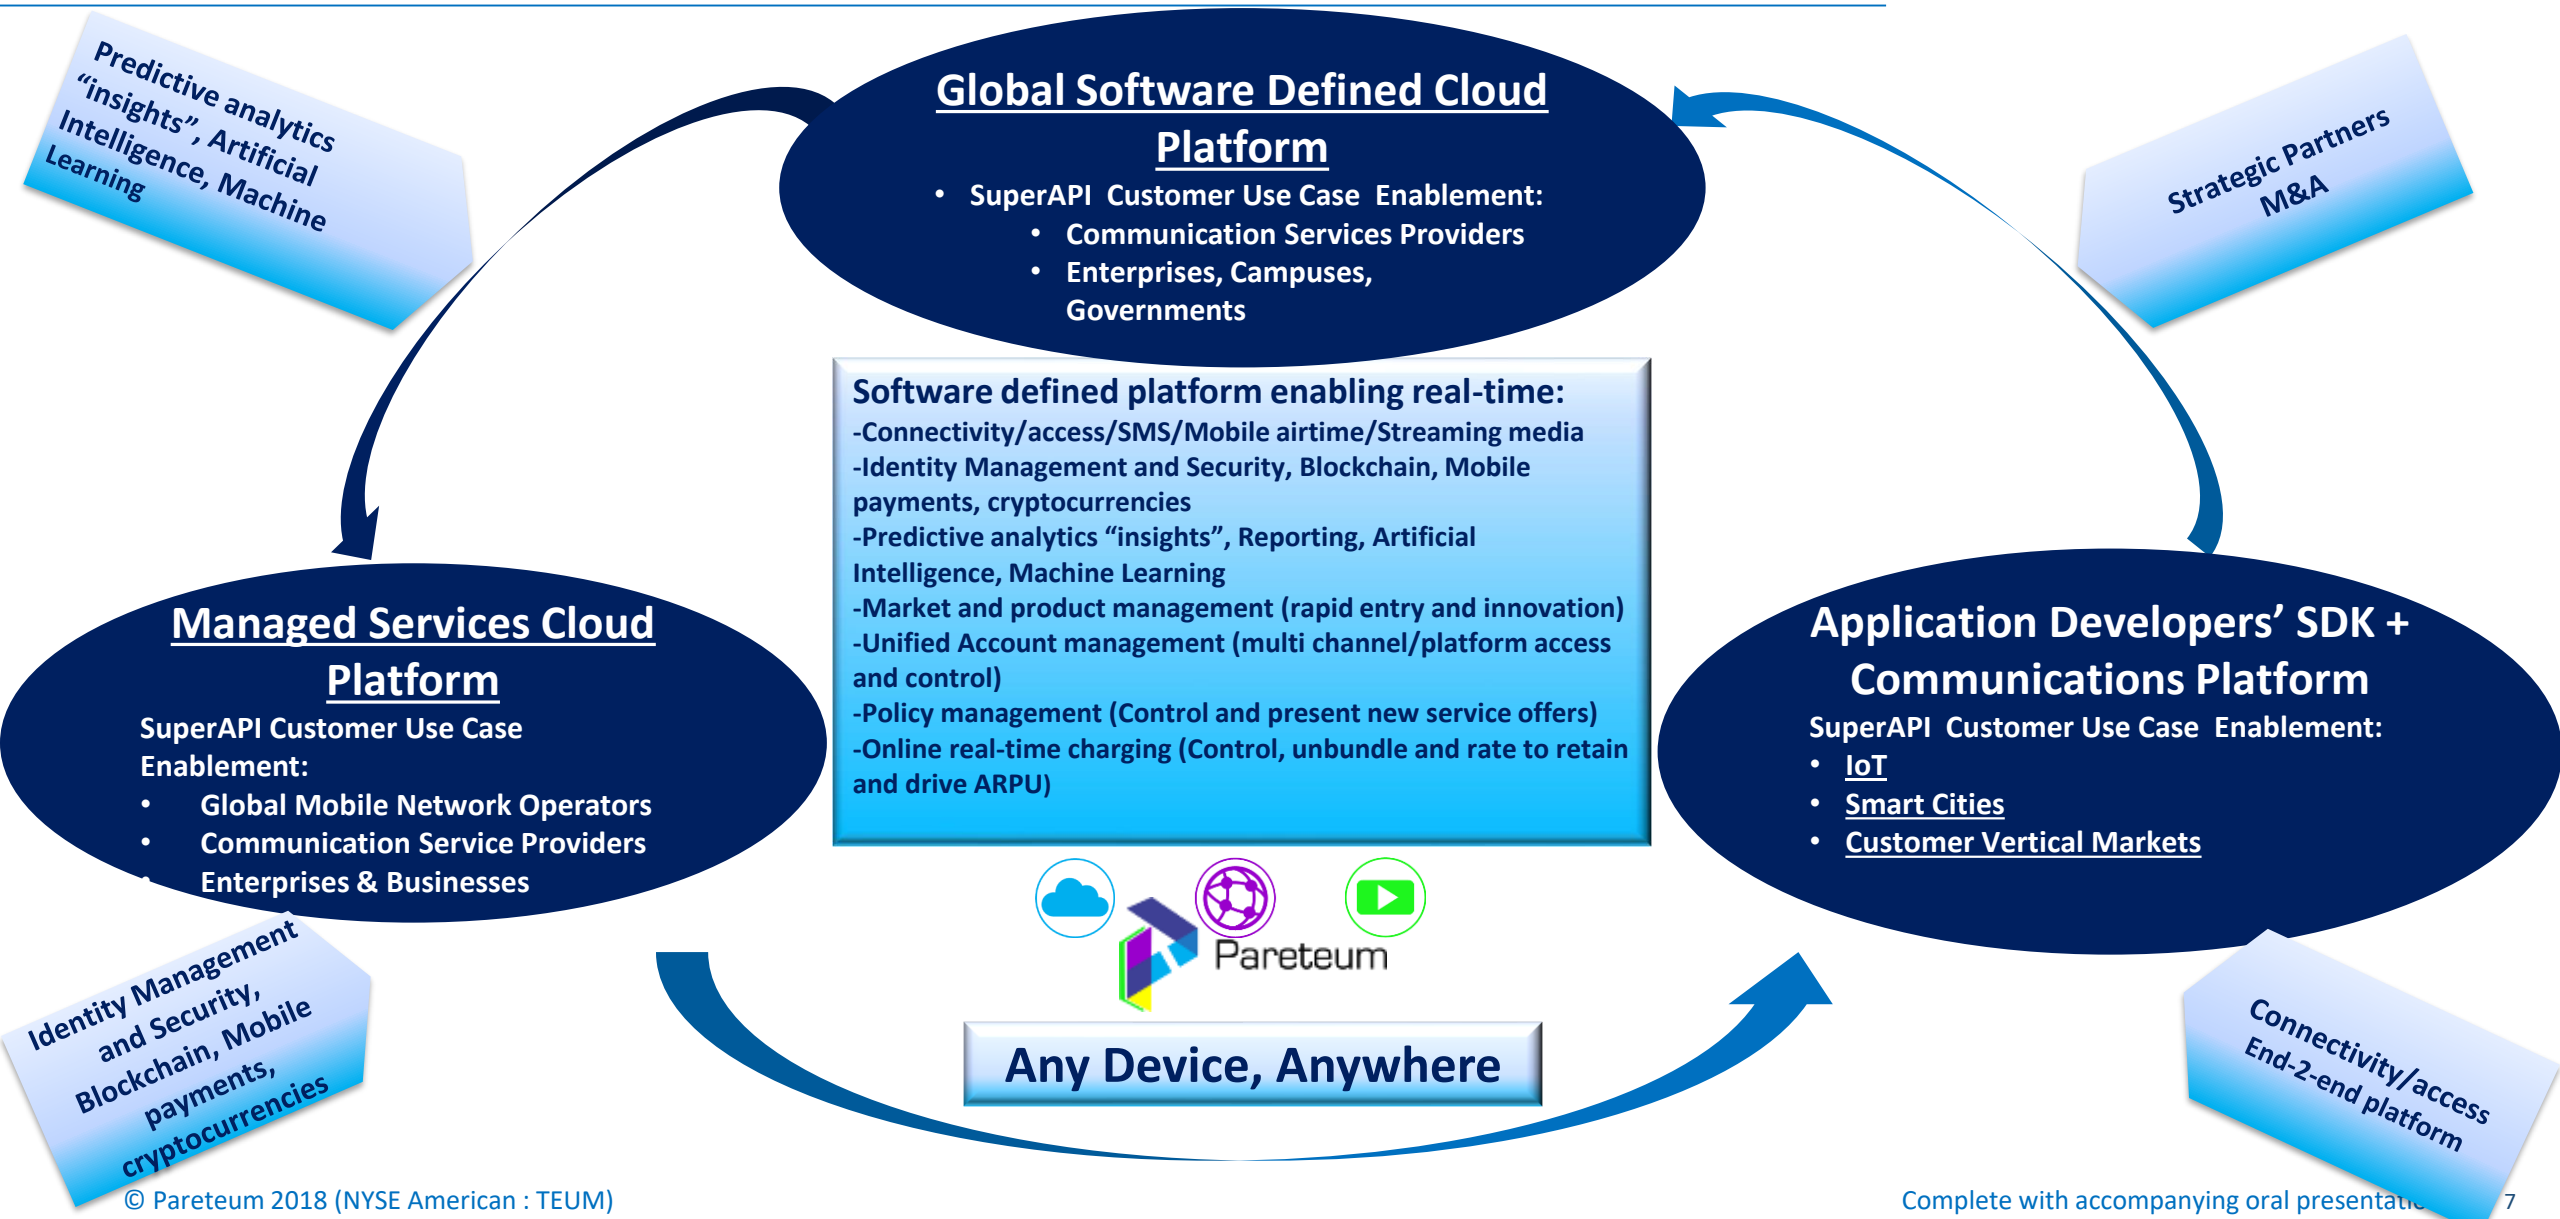 Predictive analytics
“insights”, Artificial
Intelligence, Machine
Learning
Global Software Defined Cloud
Platform
• SuperAPI Customer Use Case Enablement:
• Communication Services Providers
• Enterprises, Campuses,
Governments
Strategic Partners
M&A
Software defined platform enabling real-time:
-Connectivity/access/SMS/Mobile airtime/Streaming media
-Identity Management and Security, Blockchain, Mobile
payments, cryptocurrencies
-Predictive analytics “insights”, Reporting, Artificial
Intelligence, Machine Learning
-Market and product management (rapid entry and innovation)
-Unified Account management (multi channel/platform access
and control)
-Policy management (Control and present new service offers)
-Online real-time charging (Control, unbundle and rate to retain
and drive ARPU)
Managed Services Cloud
Platform
SuperAPI Customer Use Case
Enablement:
• Global Mobile Network Operators
• Communication Service Providers
• Enterprises & Businesses
Application Developers’ SDK +
Communications Platform
SuperAPI Customer Use Case Enablement:
• IoT
• Smart Cities
• Customer Vertical Markets
Pareteum
Any Device, Anywhere
Identity Management
and Security,
Blockchain, Mobile
payments,
cryptocurrencies
Connectivity/access
End-2-end platform
© Pareteum 2018 (NYSE American : TEUM)
Complete with accompanying oral
7